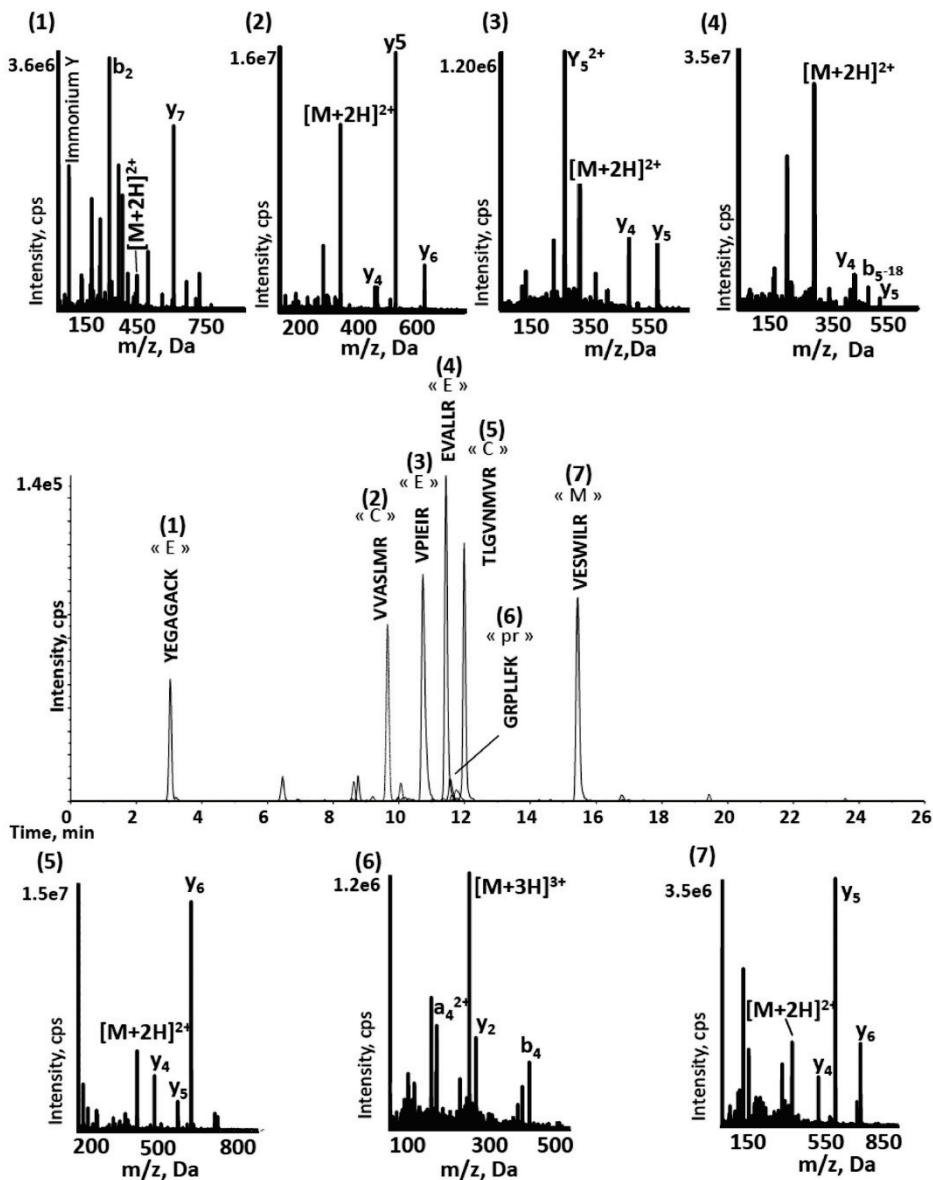 (1)
3.6e6
Immonium Y
b2
y7
[M+2H]2+
Intensity, cps
150 450 750
m/z, Da
(2)
1.6e7
y5
[M+2H]2+
y4
y6
Intensity, cps
200 400 600
m/z, Da
(3)
1.20e6
Y5 2+
[M+2H]2+
y4
y5
Intensity, cps
150 350 550
m/z,Da
(4)
3.5e7
[M+2H]2+
y4
b5-18
y5
Intensity, cps
150 350 550
m/z, Da
1.4e5
Intensity, cps
(1)
« E »
YEGAGACK
(2)
« C »
VVASLMR
(3)
« E »
VPIEIR
(4)
« E »
EVALLR
(5)
« C »
TLGVNMVR
(6)
« pr »
GRPLLFK
(7)
« M »
VESWILR
0 2 4 6 8 10 12 14 16 18 20 22 24 26
Time, min
(5)
1.5e7
y6
[M+2H]2+
y4
y5
Intensity, cps
200 500 800
m/z, Da
(6)
1.2e6
[M+3H]3+
a4 2+
y2
b4
Intensity, cps
100 300 500
m/z, Da
(7)
3.5e6
y5
[M+2H]2+
y4
y6
Intensity, cps
150 550 850
m/z, Da